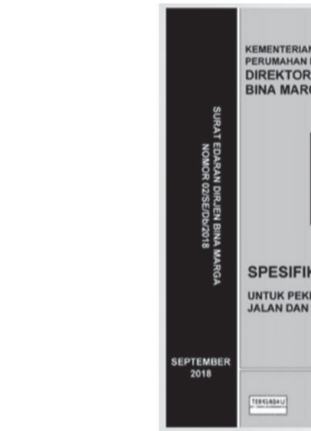 SURAT EDARAN DIRJEN BINA MARGA
NOMOR 02/SE/Db/2018
SEPTEMBER
2018
KEMENTERIAN
PERUMAHAN
DIREKTOR
BINA MARG
SPESIFIK
UNTUK PEK
JALAN DAN